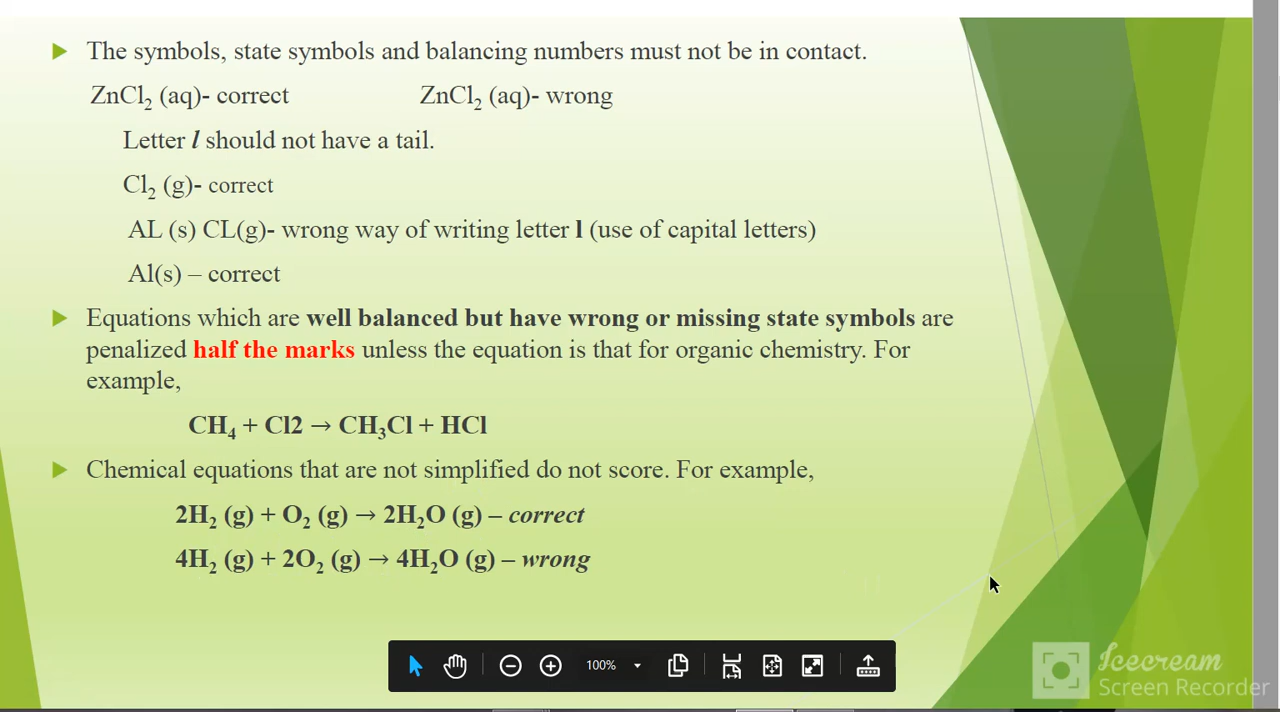 The symbols, state symbols and balancing numbers must not be in contact.
ZnCl₂ (aq)- correct ZnCl₂ (aq)- wrong
Letter l should not have a tail.
Cl₂ (g)- correct
AL (s) CL(g)- wrong way of writing letter l (use of capital letters)
Al(s) – correct
Equations which are well balanced but have wrong or missing state symbols are
penalized half the marks unless the equation is that for organic chemistry. For
example,
CH₄ + Cl2 → CH₃Cl + HCl
Chemical equations that are not simplified do not score. For example,
2H₂ (g) + O₂ (g) → 2H₂O (g) – correct
4H₂ (g) + 2O₂ (g) → 4H₂O (g) – wrong
100%
Icecream
Screen Recorder